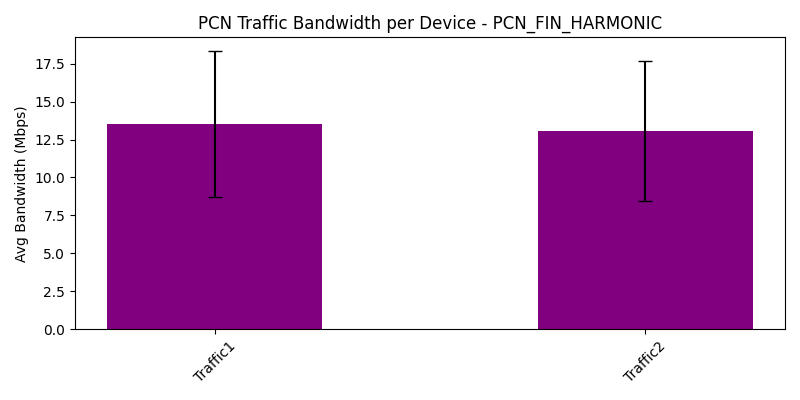 PCN Traffic Bandwidth per Device - PCN_FIN_HARMONIC
Avg Bandwidth (Mbps)
17.5
15.0
12.5
10.0
7.5
5.0
2.5
0.0
Traffic1
Traffic2